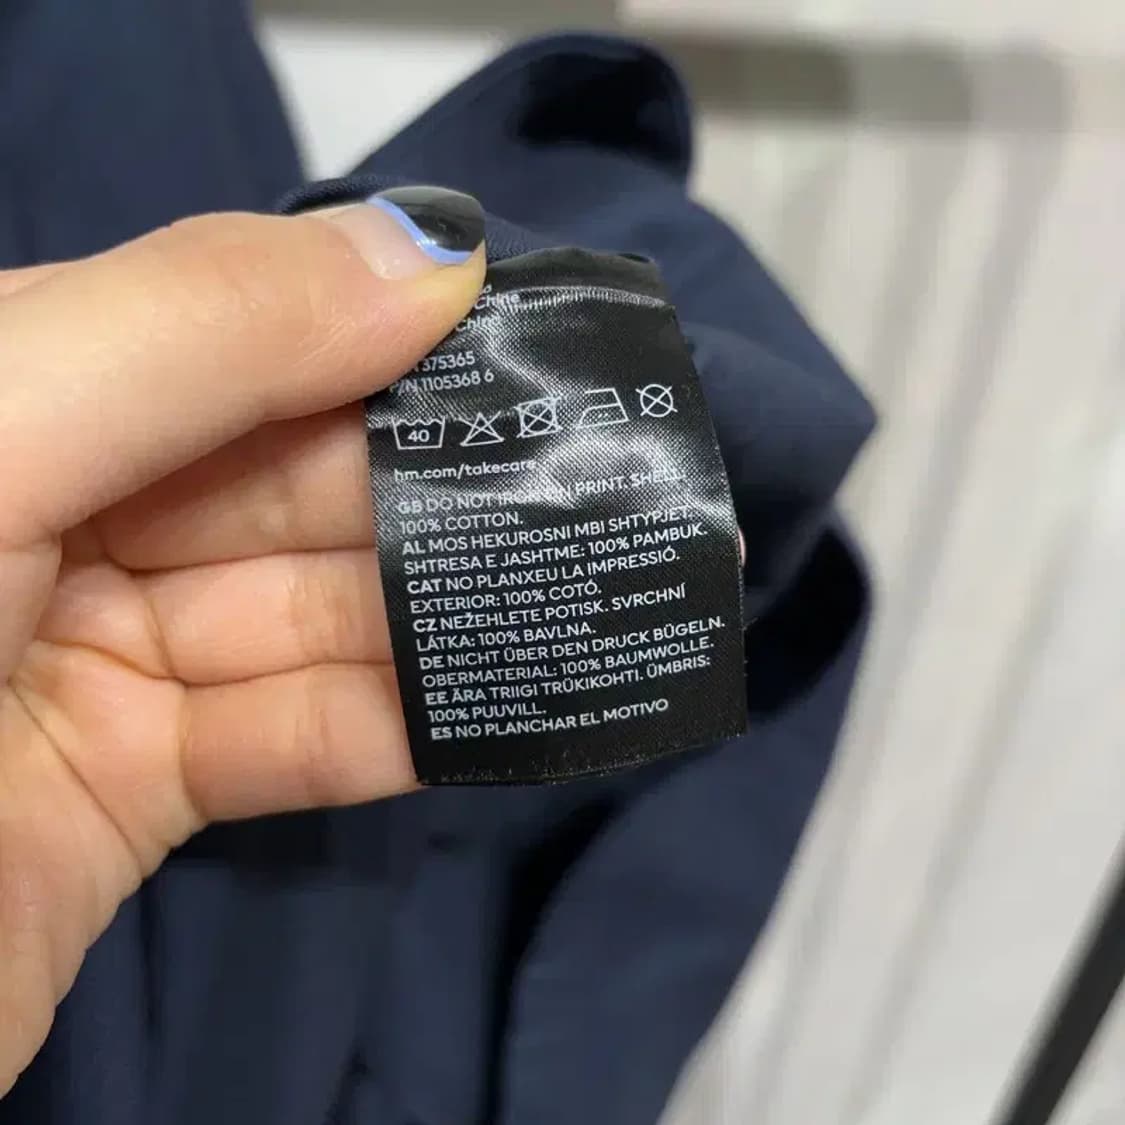 Chine
375365
P/N 1105368 6
40
hm.com/takecare
GB DO NOT IRON ON PRINT. SHELL:
100% COTTON.
AL MOS HEKUROSNI MBI SHTYPJET.
SHTRESA E JASHTME: 100% PAMBUK.
CAT NO PLANXEU LA IMPRESSIÓ.
EXTERIOR: 100% COTÓ.
CZ NEŽEHLETE POTISK. SVRCHNÍ
LÁTKA: 100% BAVLNA.
DE NICHT ÜBER DEN DRUCK BÜGELN.
OBERMATERIAL: 100% BAUMWOLLE.
EE ÄRA TRIIGI TRÜKIKOHTI. ÜMBRIS:
100% PUUVILL.
ES NO PLANCHAR EL MOTIVO